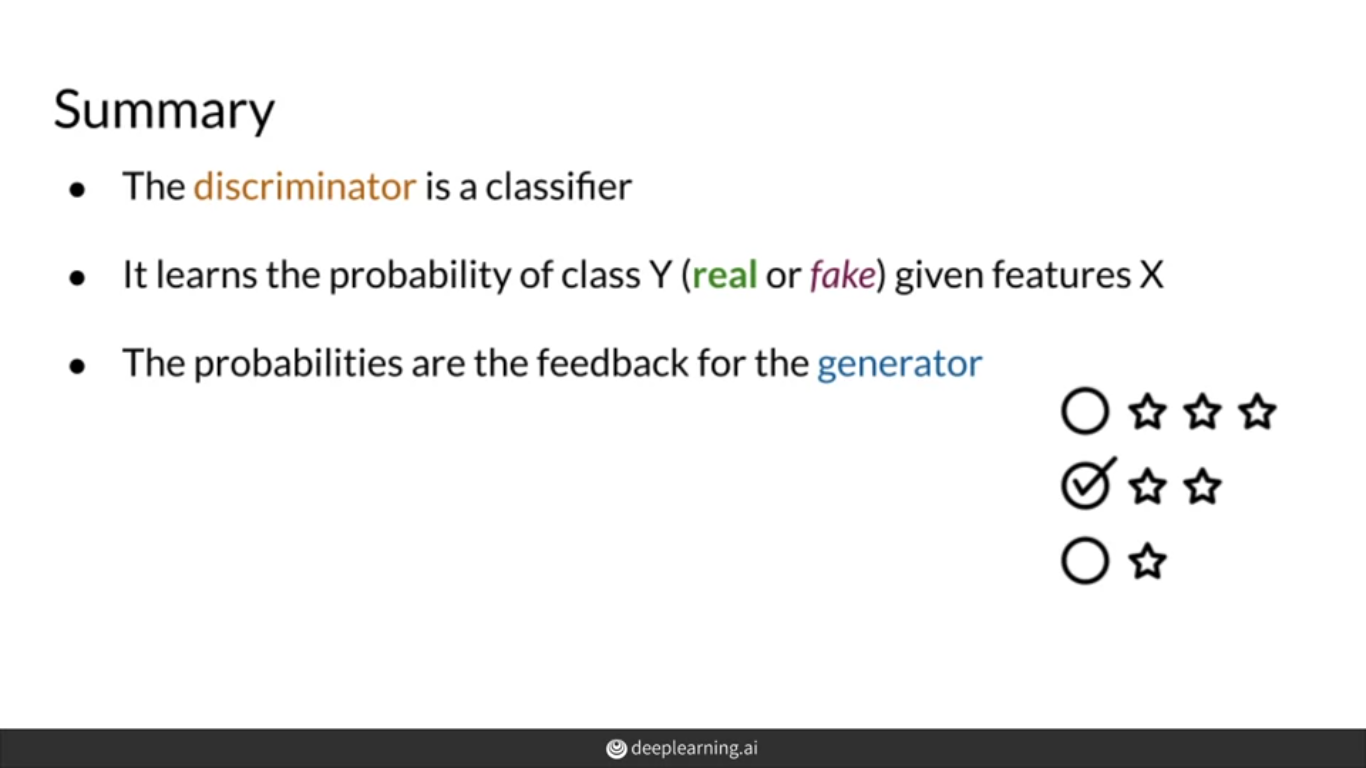 Summary
● The discriminator is a classifier
● It learns the probability of class Y (real or fake) given features X
● The probabilities are the feedback for the generator
deeplearning.ai